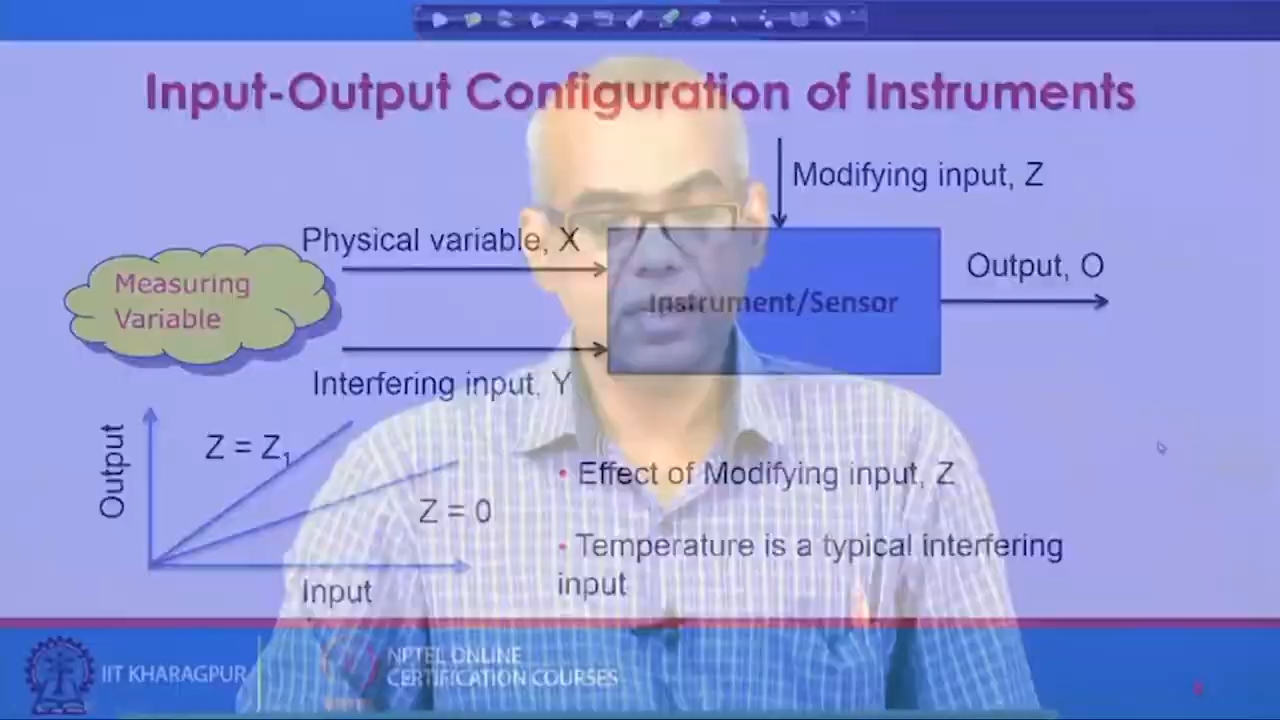 Input-Output Configuration of Instruments
Modifying input, Z
Physical variable, X
Output, O
Measuring
Variable
Instrument/Sensor
Interfering input, Y
Output
Z = Z1
Z = 0
Input
• Effect of Modifying input, Z
• Temperature is a typical interfering
input
IIT KHARAGPUR
NPTEL ONLINE
CERTIFICATION COURSES